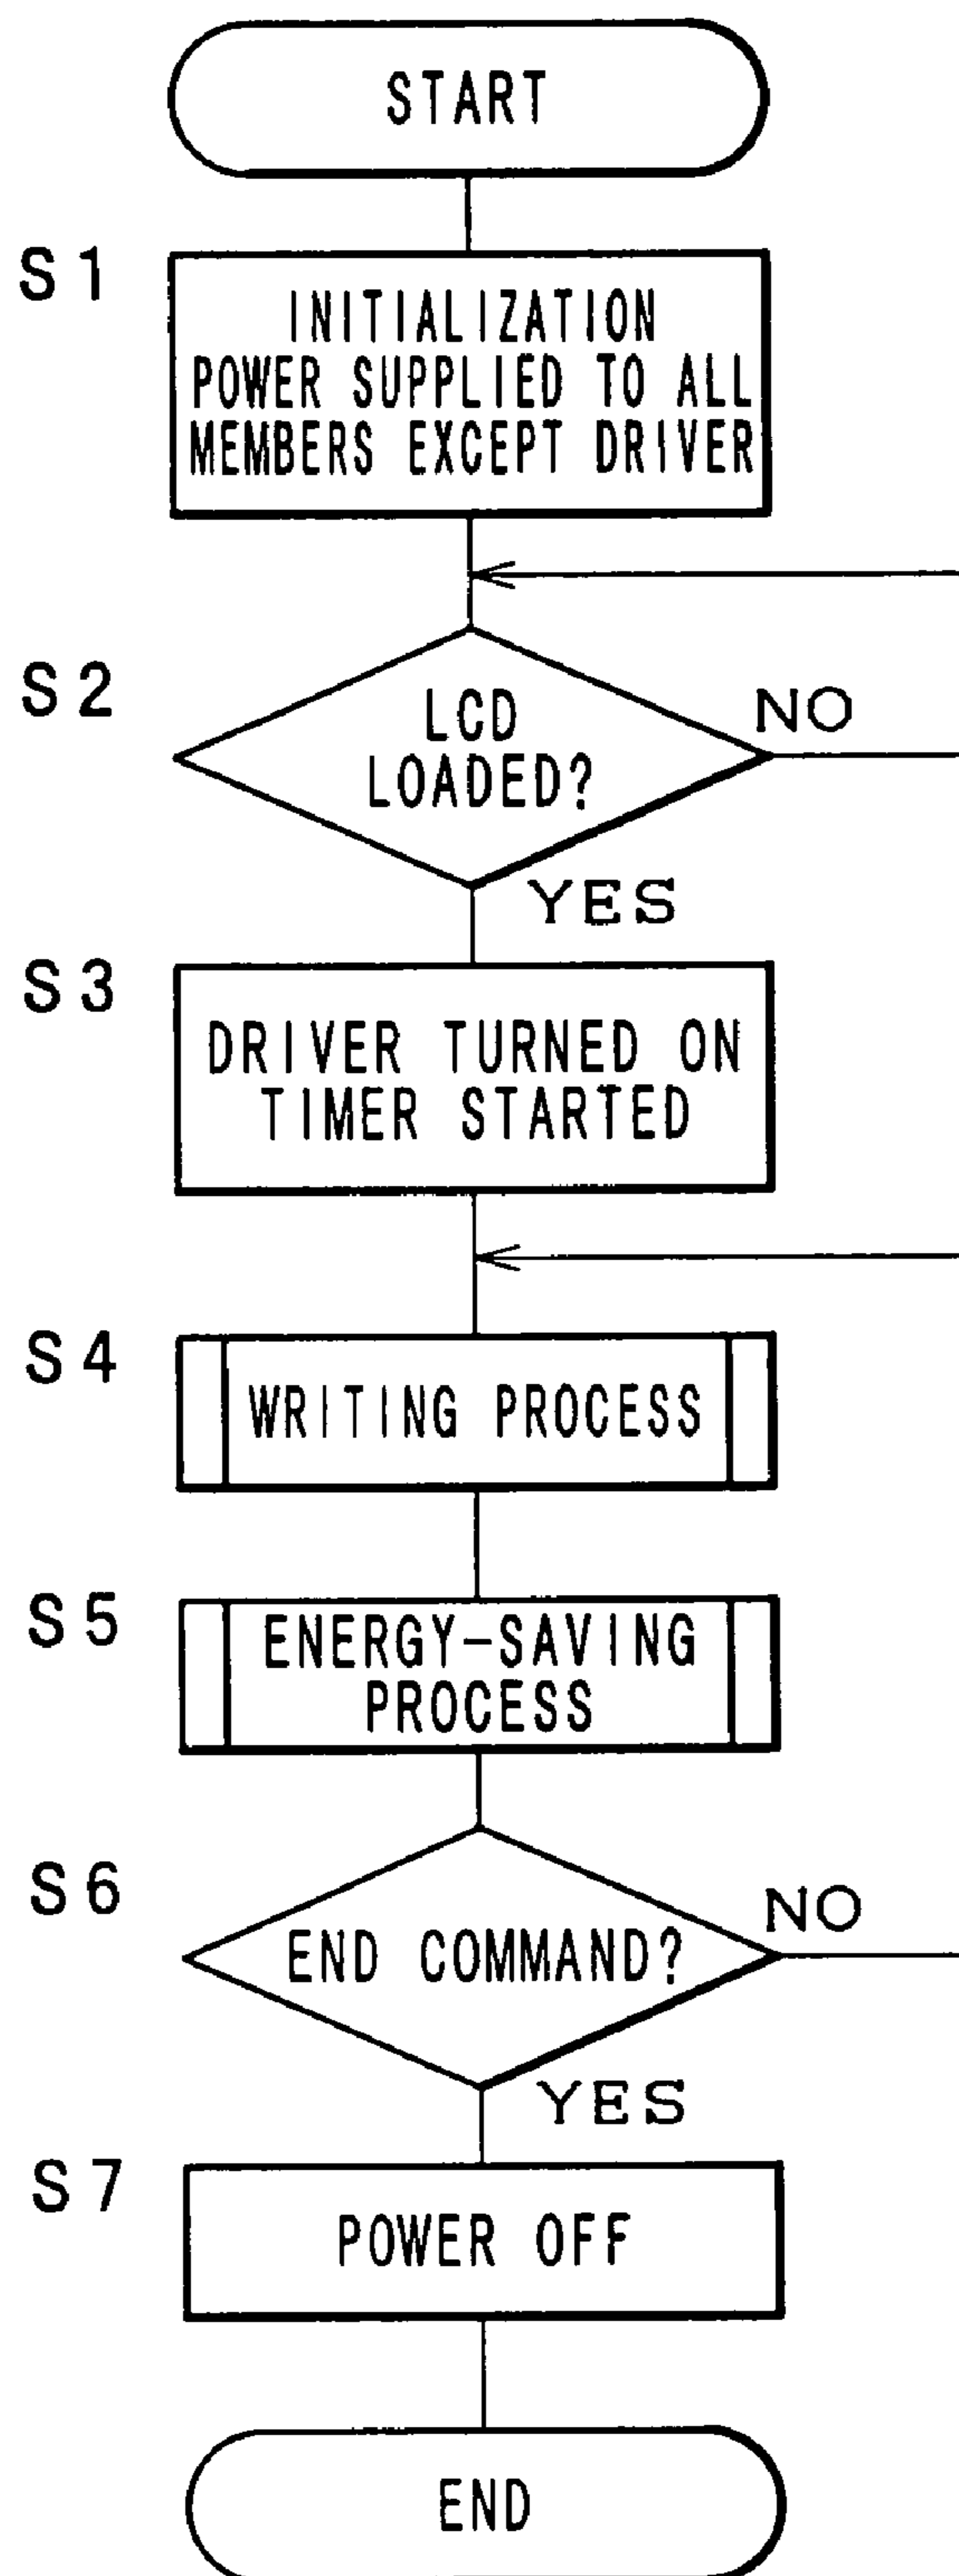 START
S1
INITIALIZATION
POWER SUPPLIED TO ALL
MEMBERS EXCEPT DRIVER
S2
LCD
LOADED?
NO
YES
S3
DRIVER TURNED ON
TIMER STARTED
S4
WRITING PROCESS
S5
ENERGY-SAVING
PROCESS
S6
END COMMAND?
NO
YES
S7
POWER OFF
END